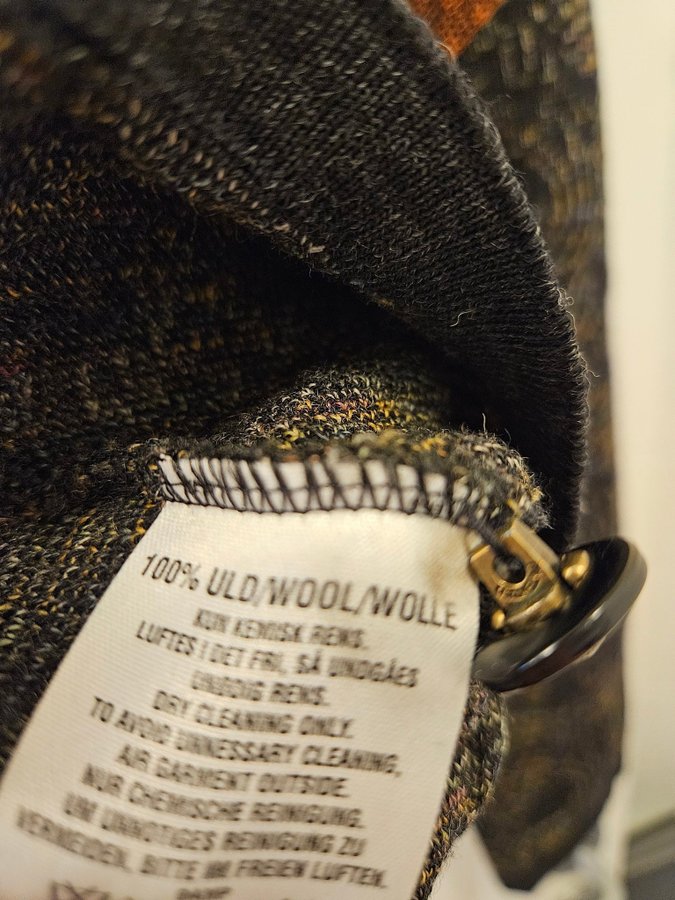 100% ULD/WOOL/WOLLE
KUN KEMISK RENS.
LUFTES I DET FRI, SÅ UNDGÅES
UNØDIG RENS.
DRY CLEANING ONLY.
TO AVOID UNNESSARY CLEANING,
AIR GARMENT OUTSIDE.
NUR CHEMISCHE REINIGUNG.
UM UNNOTIGES REINIGUNG ZU
VERMEIDEN, BITTE IM FREIEN LUFTEN.